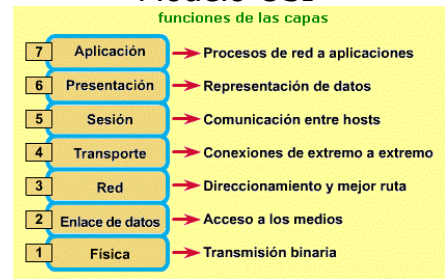 Modelo OSI
funciones de las capas
7 Aplicación Procesos de red a aplicaciones
6 Presentación Representación de datos
5 Sesión Comunicación entre hosts
4 Transporte Conexiones de extremo a extremo
3 Red Direccionamiento y mejor ruta
2 Enlace de datos Acceso a los medios
1 Física Transmisión binaria